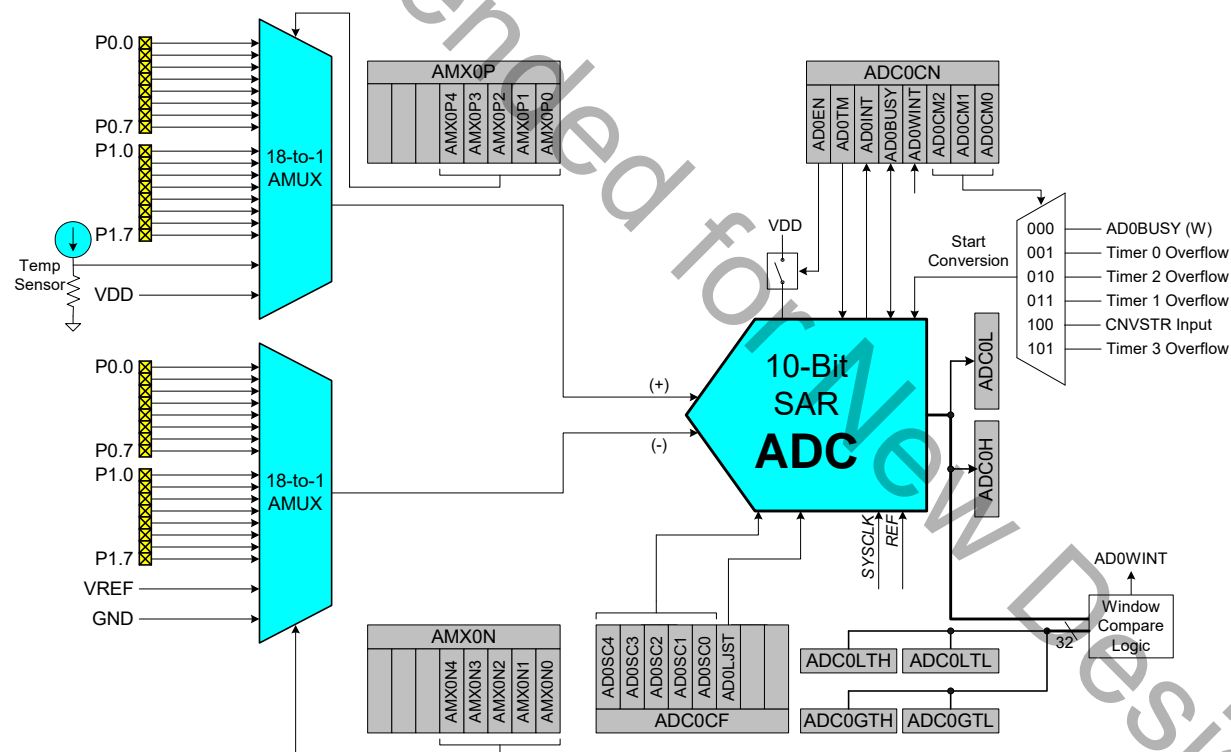 P0.0
P0.7
P1.0
P1.7
Temp
Sensor
VDD
18-to-1
AMUX
AMX0P
AMX0P4
AMX0P3
AMX0P2
AMX0P1
AMX0P0
ADC0CN
AD0EN
AD0TM
AD0INT
AD0BUSY
AD0WINT
AD0CM2
AD0CM1
AD0CM0
VDD
Start
Conversion
000 AD0BUSY (W)
001 Timer 0 Overflow
010 Timer 2 Overflow
011 Timer 1 Overflow
100 CNVSTR Input
101 Timer 3 Overflow
P0.0
P0.7
P1.0
P1.7
VREF
GND
18-to-1
AMUX
(+)
(-)
10-Bit
SAR
ADC
ADC0L
ADC0H
SYSCLK
REF
AD0WINT
Window
Compare
Logic
32
AMX0N
AMX0N4
AMX0N3
AMX0N2
AMX0N1
AMX0N0
AD0SC4
AD0SC3
AD0SC2
AD0SC1
AD0SC0
AD0LJST
ADC0CF
ADC0LTH
ADC0LTL
ADC0GTH
ADC0GTL
for New